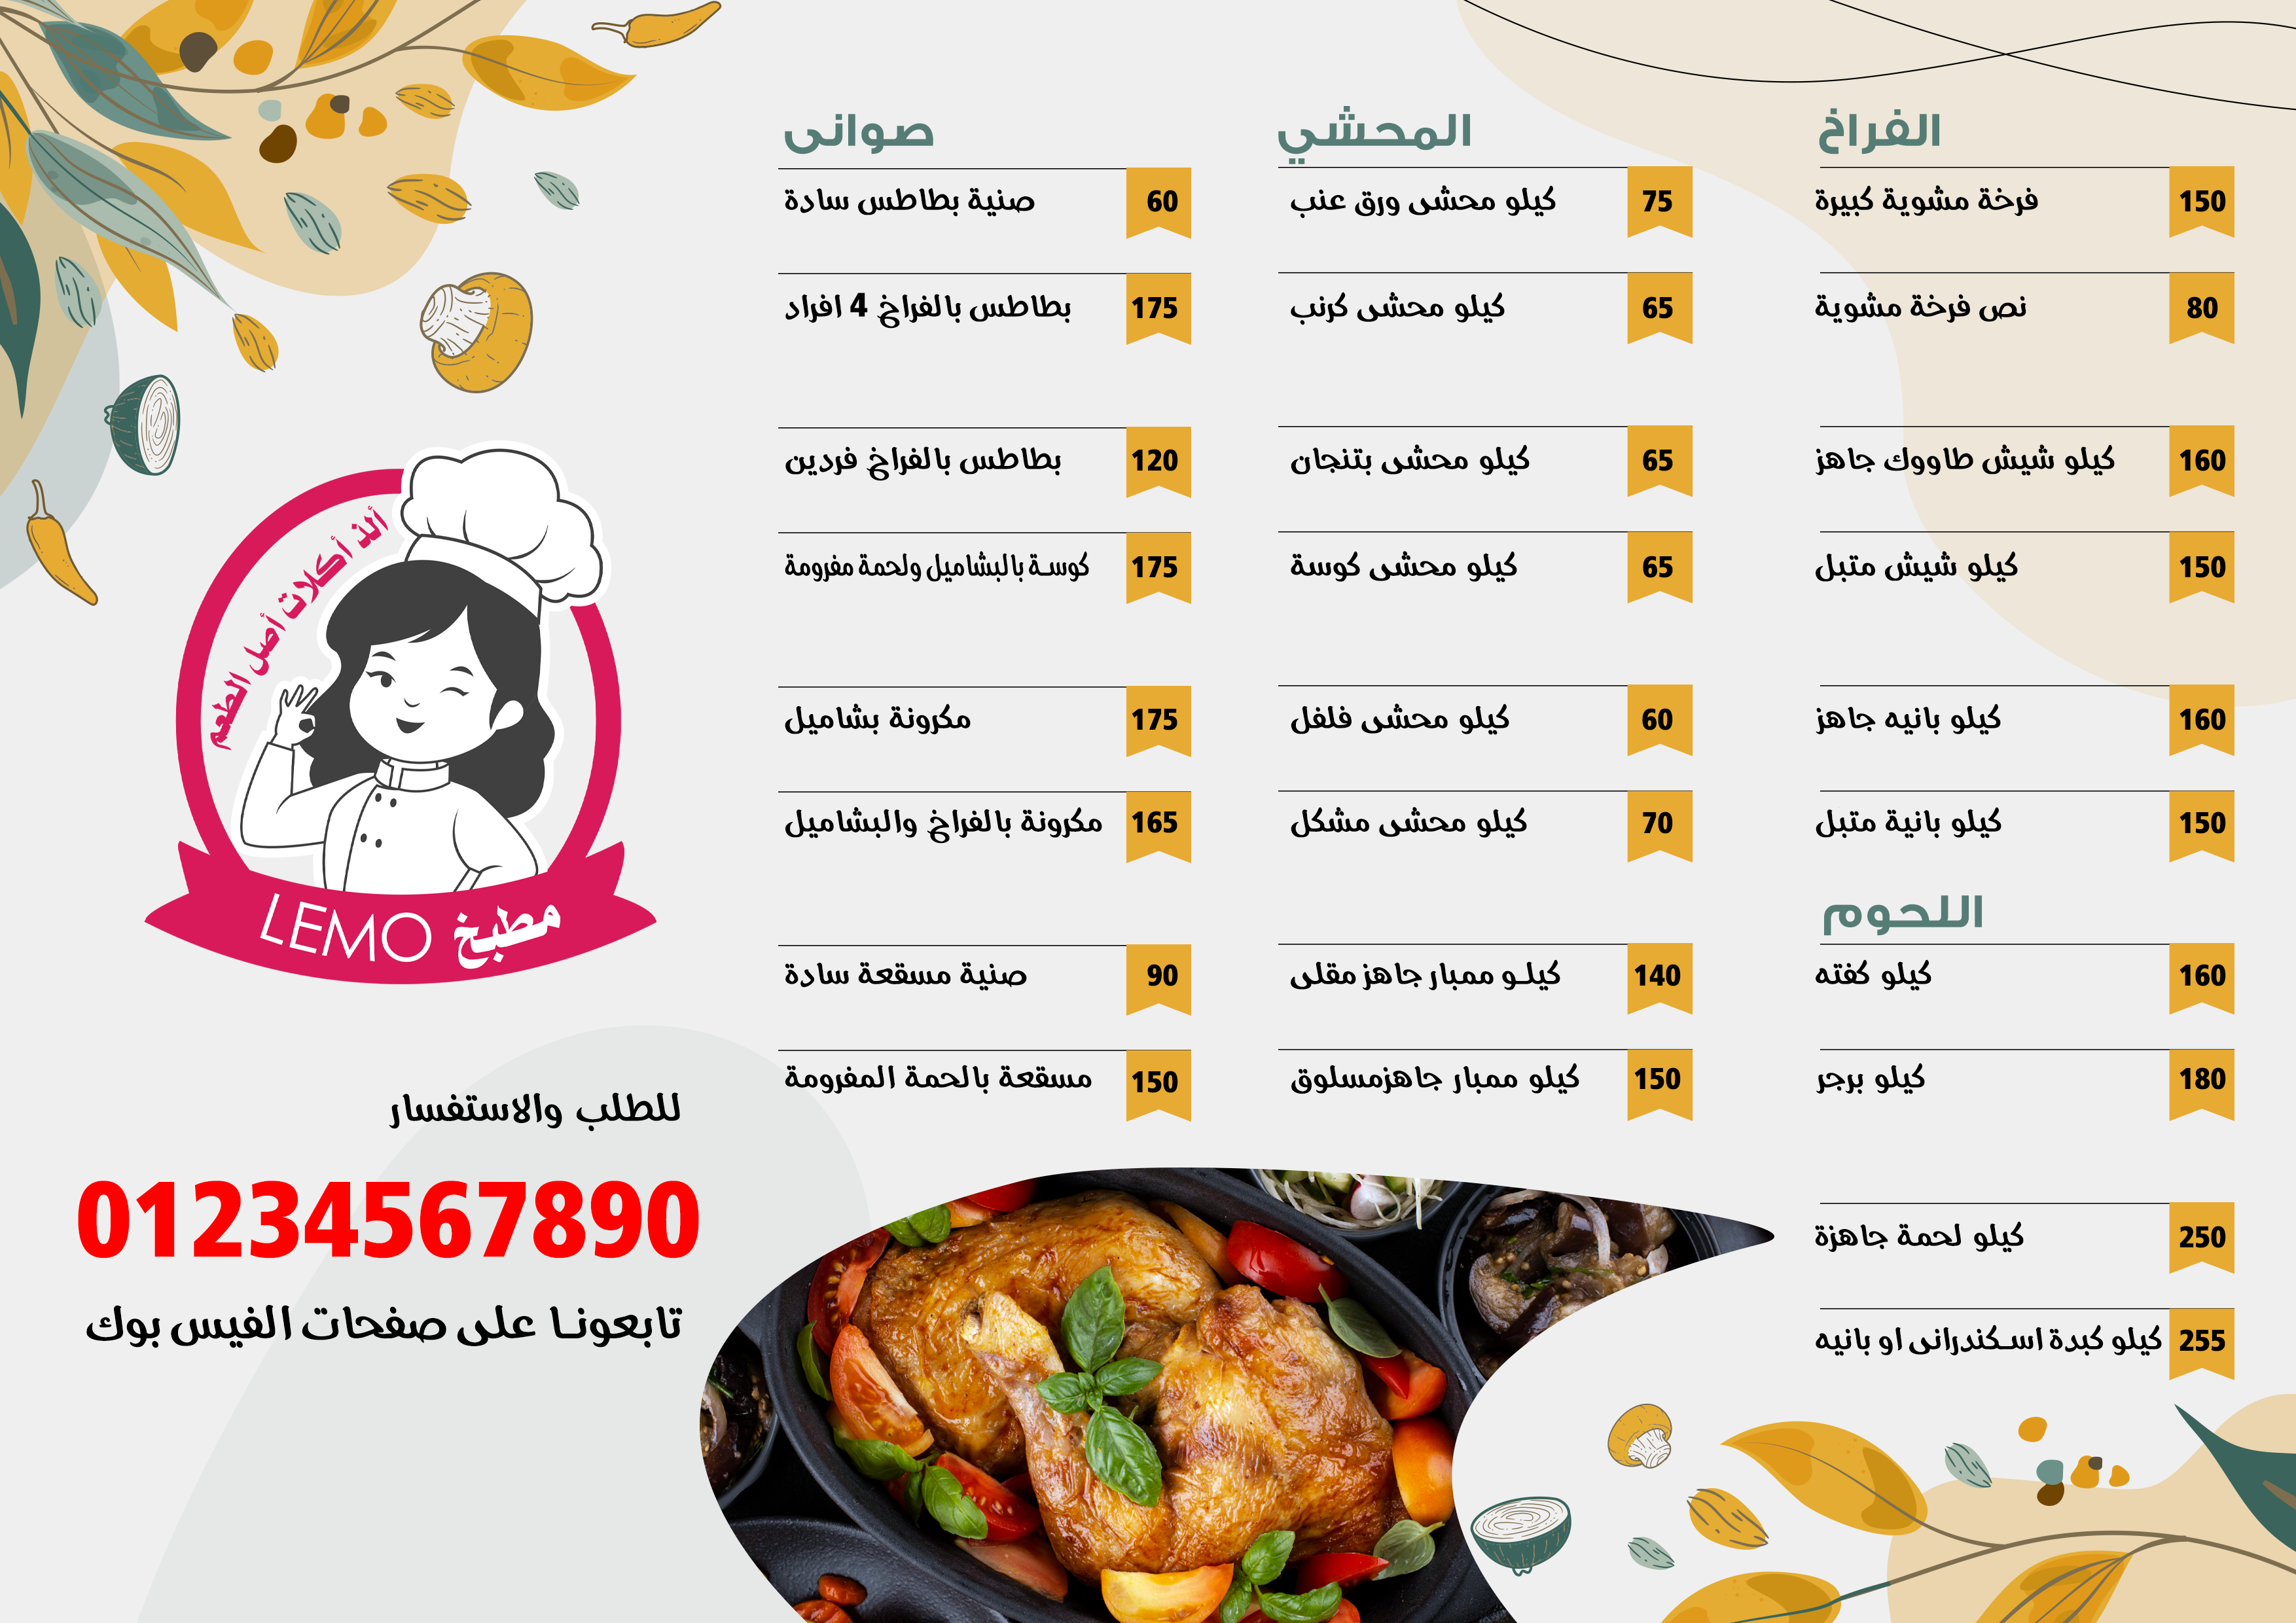 الفراخ
فرخة مشوية كبيرة 150
نص فرخة مشوية 80
كيلو شيش طاووك جاهز 160
كيلو شيش متبل 150
كيلو بانيه جاهز 160
كيلو بانية متبل 150
اللحوم
كيلو كفته 160
كيلو برجر 180
كيلو لحمة جاهزة 250
كيلو كبدة اسكندرانى او بانيه 255
المحشي
كيلو محشى ورق عنب 75
كيلو محشى كرنب 65
كيلو محشى بتنجان 65
كيلو محشى كوسة 65
كيلو محشى فلفل 60
كيلو محشى مشكل 70
كيلـو ممبار جاهز مقلى 140
كيلو ممبار جاهزمسلوق 150
صوانى
صنية بطاطس سادة 60
بطاطس بالفراخ 4 افراد 175
بطاطس بالفراخ فردين 120
كوسـة بالبشاميل ولحمة مفرومة 175
مكرونة بشاميل 175
مكرونة بالفراخ والبشاميل 165
صنية مسقعة سادة 90
مسقعة بالحمة المفرومة 150
ألذ أكلات أصل الطعم
مطبخ LEMO
للطلب والاستفسار
01234567890
تابعونـا على صفحات الفيس بوك